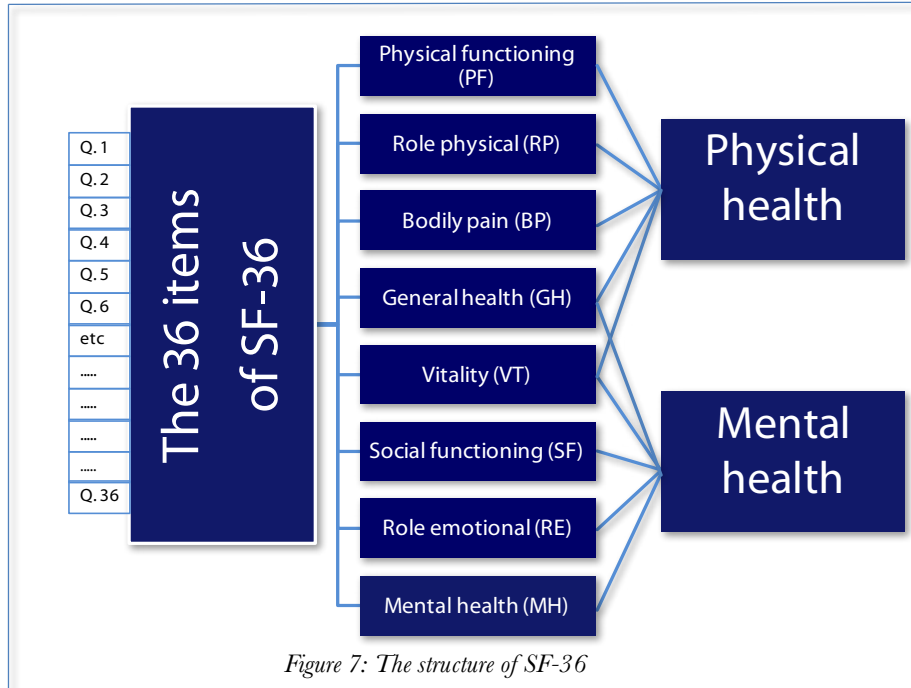 Q.1
Q.2
Q.3
Q.4
Q.5
Q.6
etc
.....
.....
.....
.....
Q.36
The 36 items
of SF-36
Physical functioning
(PF)
Role physical (RP)
Bodily pain (BP)
General health (GH)
Vitality (VT)
Social functioning (SF)
Role emotional (RE)
Mental health (MH)
Physical
health
Mental
health
Figure 7: The structure of SF-36